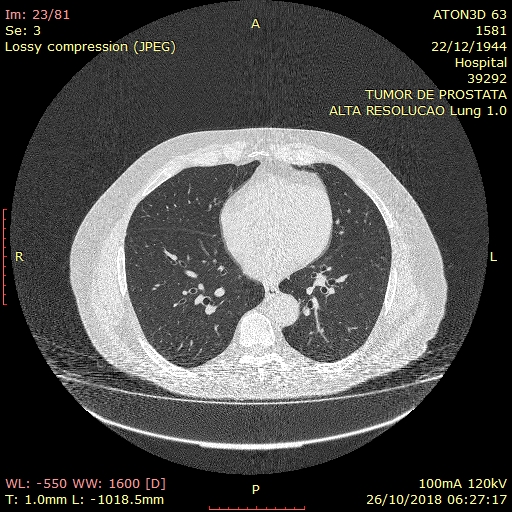 Im: 23/81
Se: 3
Lossy compression (JPEG)
A
ATON3D 63
1581
22/12/1944
Hospital
39292
TUMOR DE PROSTATA
ALTA RESOLUCAO Lung 1.0
R
L
WL: -550 WW: 1600 [D]
T: 1.0mm L: -1018.5mm
P
100mA 120kV
26/10/2018 06:27:17